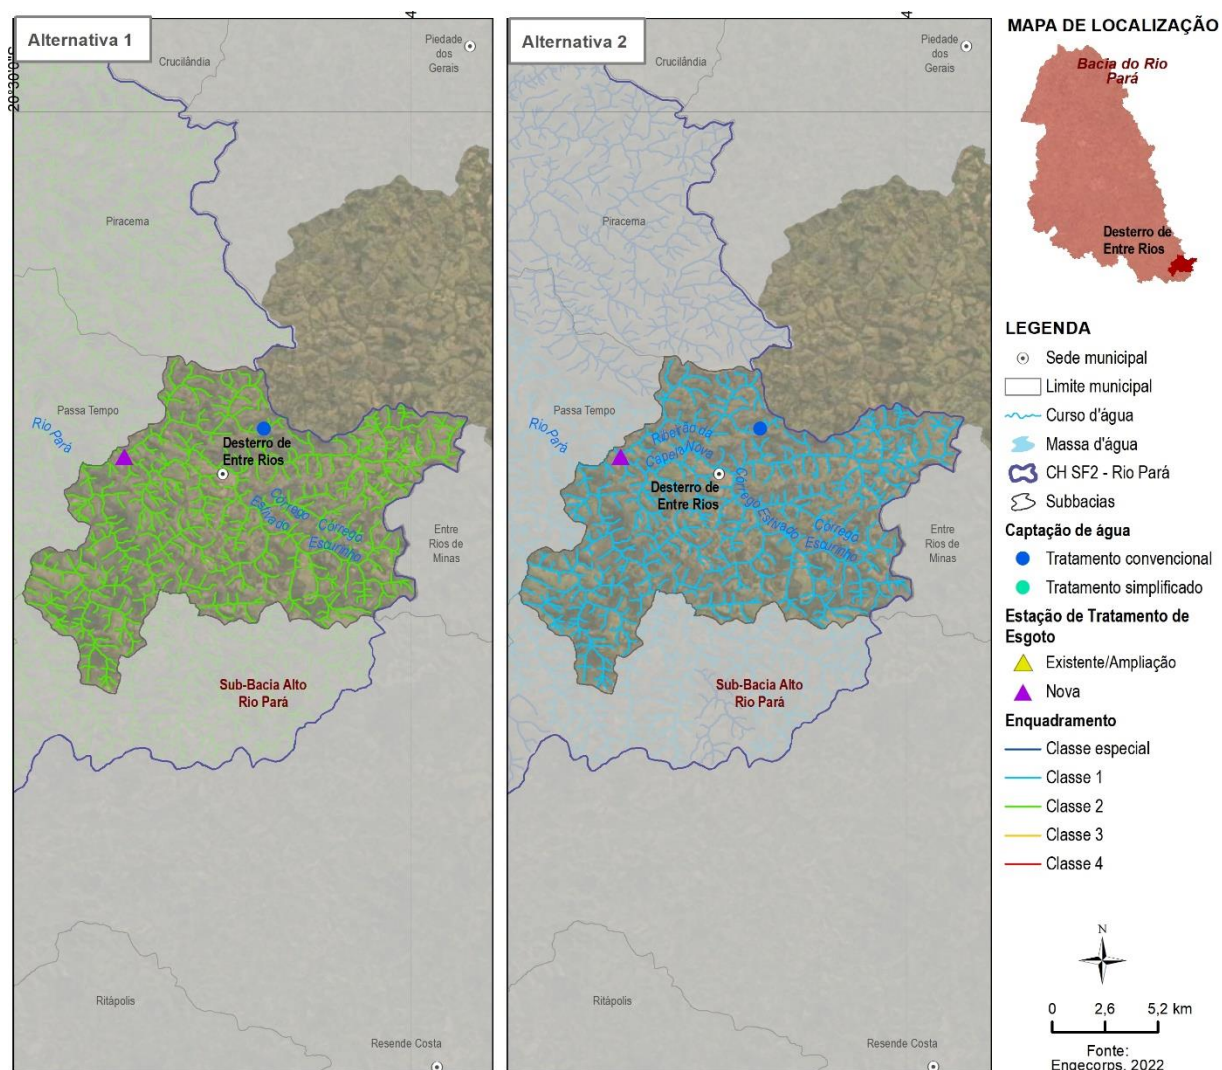 Alternativa 1
4
20°30'0"S
Crucilândia
Piedade
dos
Gerais
Piracema
Passa Tempo
Rio Pará
Desterro de
Entre Rios
Córrego
Estivado
Córrego
Esturinho
Entre
Rios de
Minas
Sub-Bacia Alto
Rio Pará
Ritápolis
Resende Costa
Alternativa 2
4
Crucilândia
Piedade
dos
Gerais
Piracema
Passa Tempo
Rio Pará
Ribeirão da
Capela Nova
Desterro de
Entre Rios
Córrego Estivado
Córrego
Esturinho
Entre
Rios de
Minas
Sub-Bacia Alto
Rio Pará
Ritápolis
Resende Costa
MAPA DE LOCALIZAÇÃO
Bacia do Rio
Pará
Desterro de
Entre Rios
LEGENDA
Sede municipal
Limite municipal
Curso d'água
Massa d'água
CH SF2 - Rio Pará
Subbacias
Captação de água
Tratamento convencional
Tratamento simplificado
Estação de Tratamento de
Esgoto
Existente/Ampliação
Nova
Enquadramento
Classe especial
Classe 1
Classe 2
Classe 3
Classe 4
N
0 2,6 5,2 km
Fonte:
Engecorps, 2022